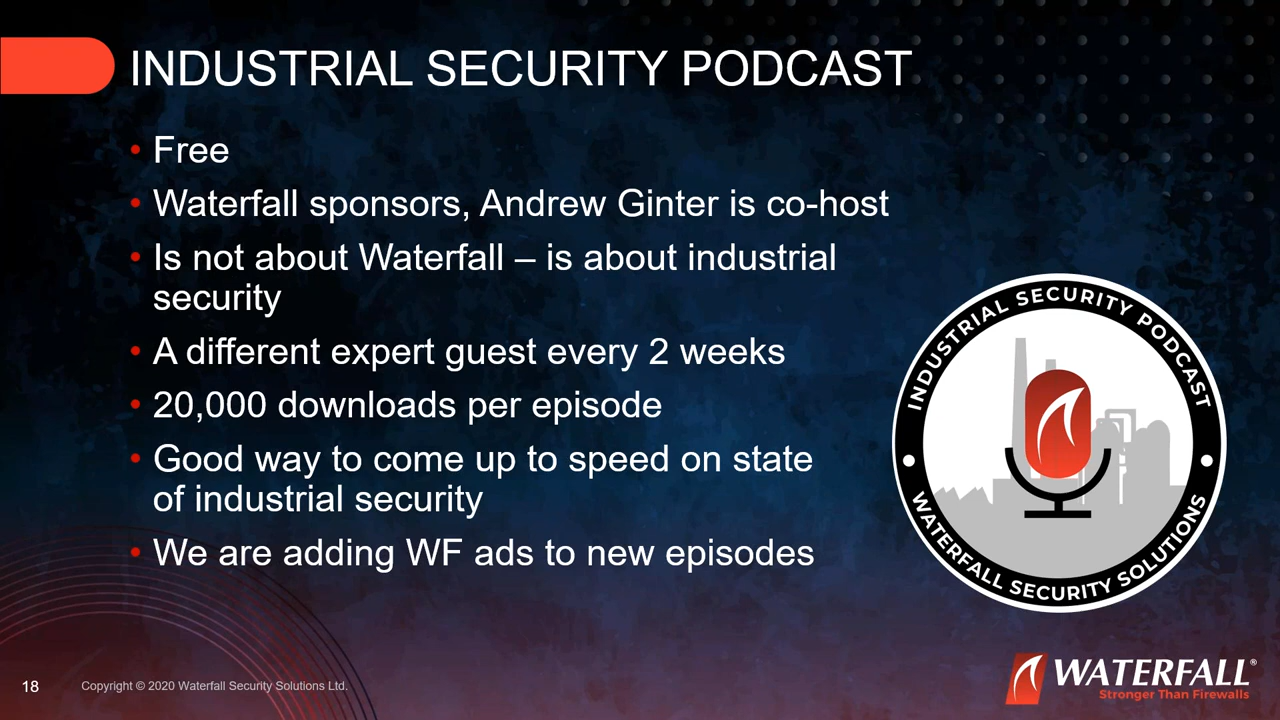 INDUSTRIAL SECURITY PODCAST
• Free
• Waterfall sponsors, Andrew Ginter is co-host
• Is not about Waterfall – is about industrial
security
• A different expert guest every 2 weeks
• 20,000 downloads per episode
• Good way to come up to speed on state
of industrial security
• We are adding WF ads to new episodes
INDUSTRIAL SECURITY PODCAST
WATERFALL SECURITY SOLUTIONS
18
Copyright © 2020 Waterfall Security Solutions Ltd.
WATERFALL®
Stronger Than Firewalls